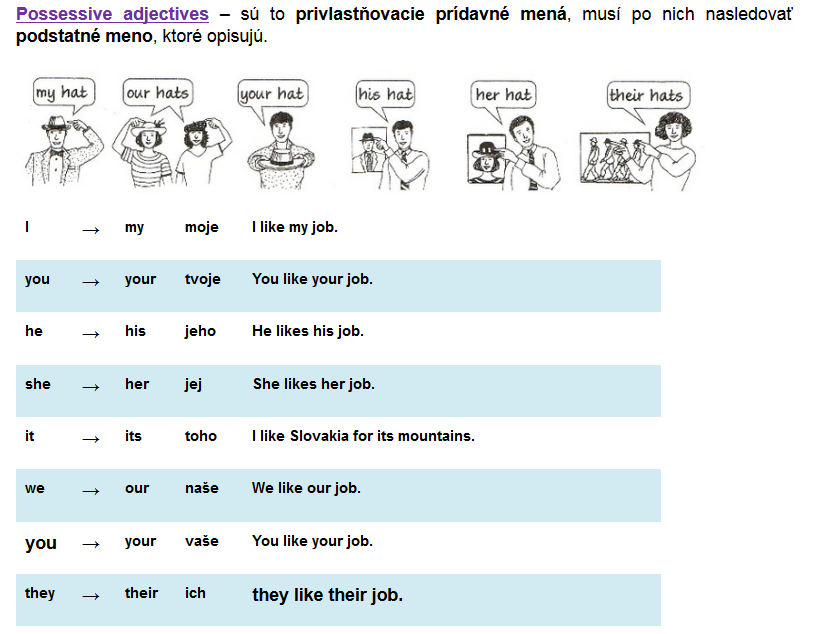 Possessive adjectives – sú to privlastňovacie prídavné mená, musí po nich nasledovať
podstatné meno, ktoré opisujú.
my hat our hats your hat his hat her hat their hats
I → my moje I like my job.
you → your tvoje You like your job.
he → his jeho He likes his job.
she → her jej She likes her job.
it → its toho I like Slovakia for its mountains.
we → our naše We like our job.
you → your vaše You like your job.
they → their ich they like their job.